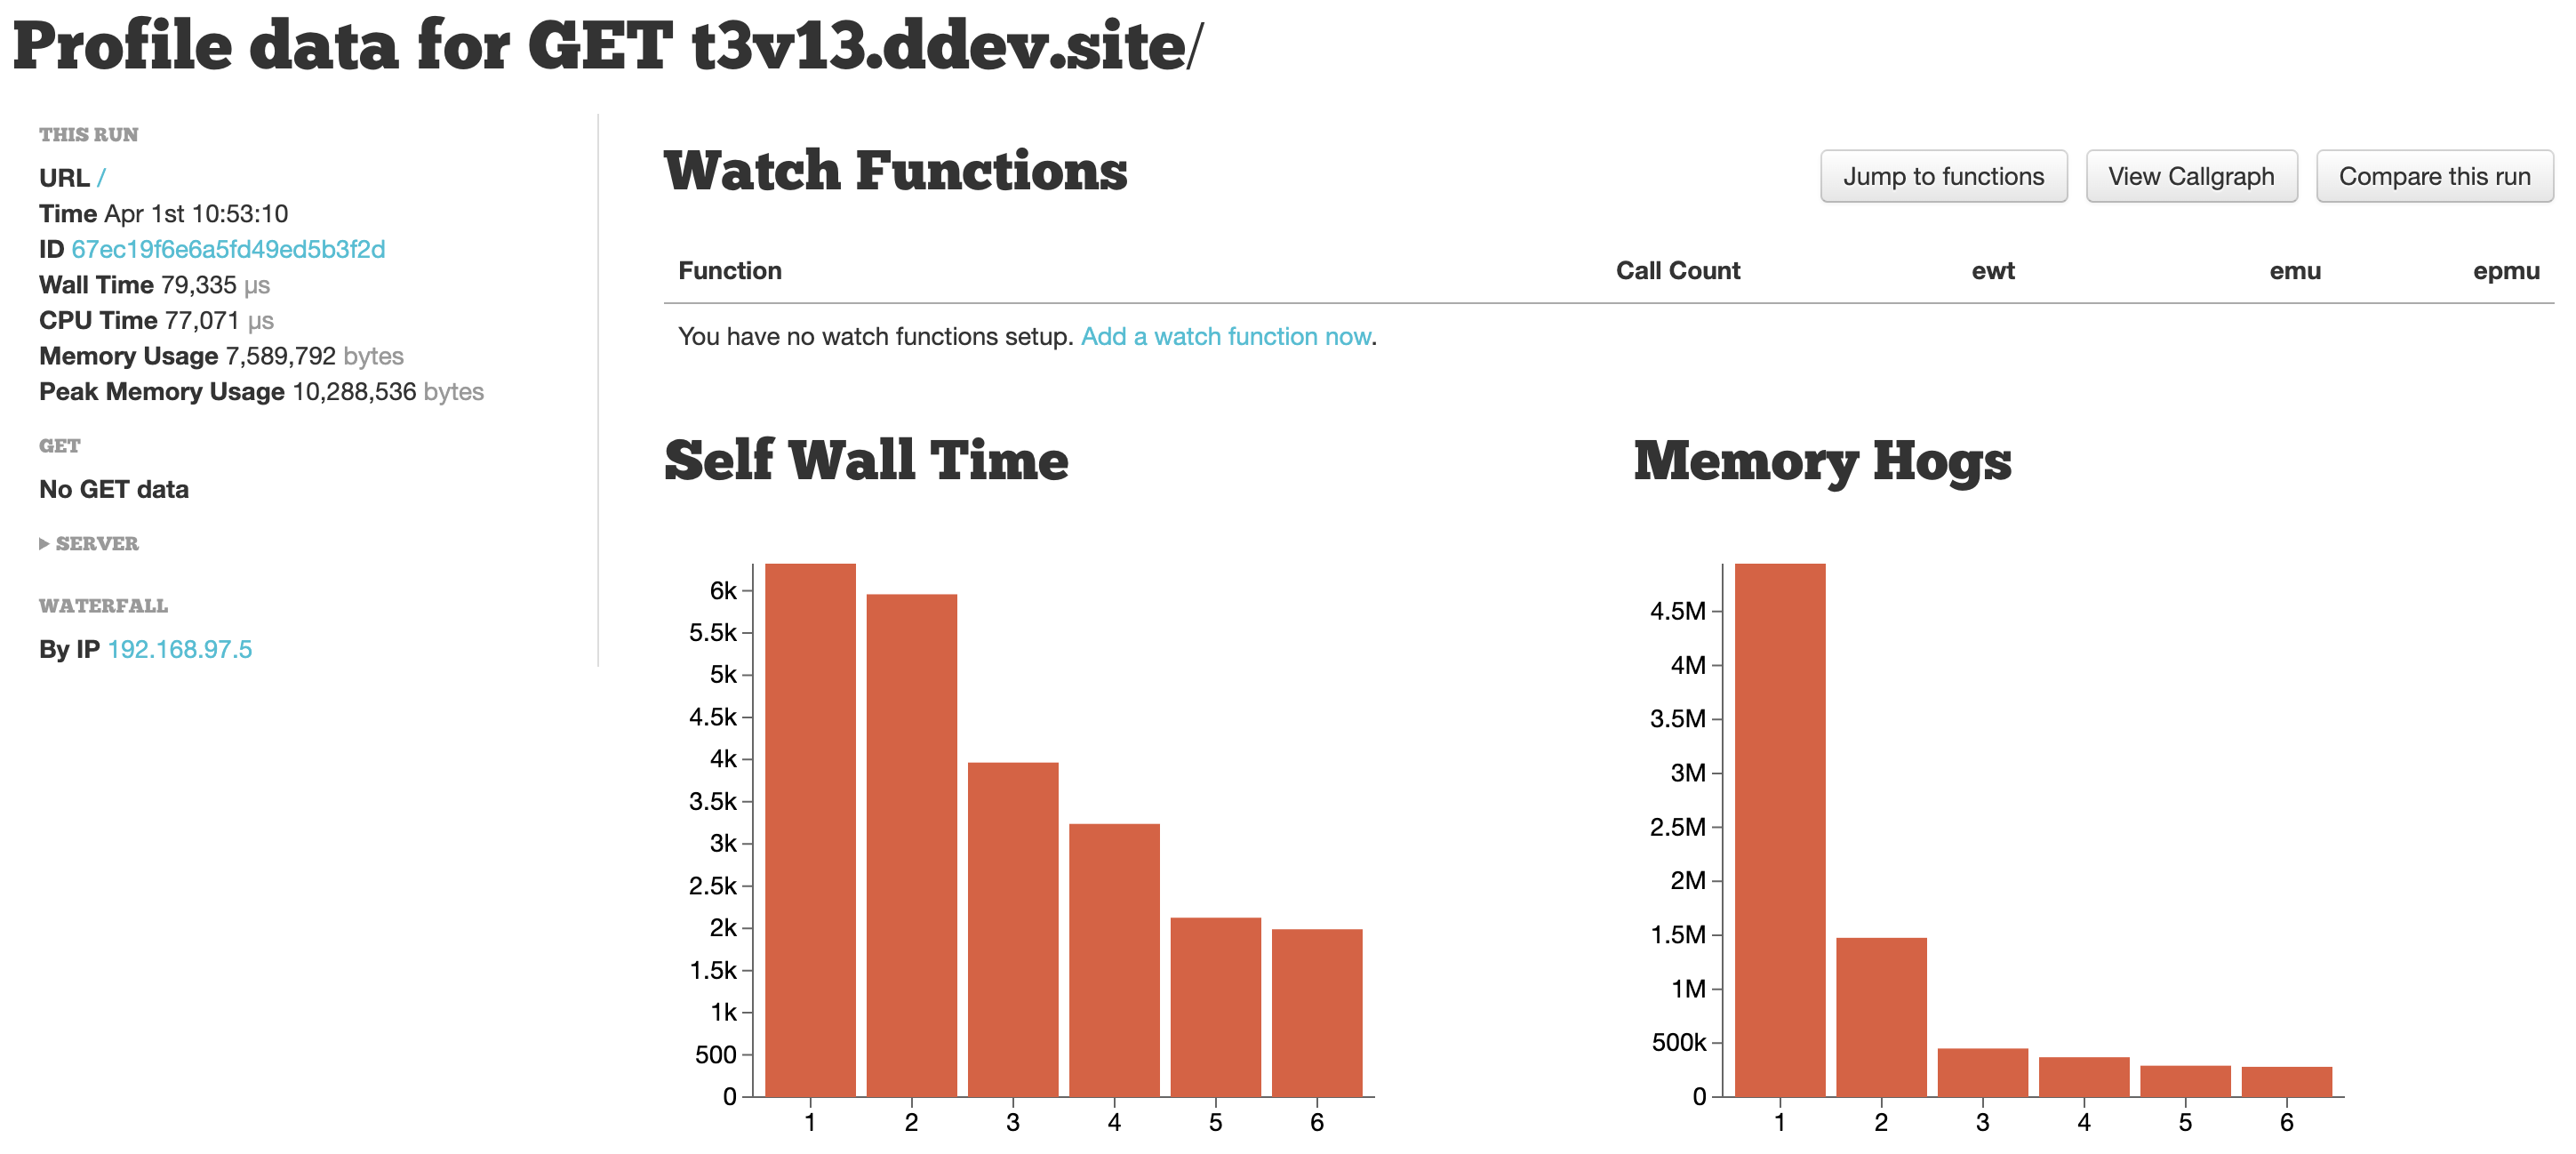 Profile data for GET t3v13.ddev.site/
THIS RUN
URL /
Time Apr 1st 10:53:10
ID 67ec19f6e6a5fd49ed5b3f2d
Wall Time 79,335 µs
CPU Time 77,071 µs
Memory Usage 7,589,792 bytes
Peak Memory Usage 10,288,536 bytes
GET
No GET data
▶ SERVER
WATERFALL
By IP 192.168.97.5
Watch Functions
Jump to functions
View Callgraph
Compare this run
Function Call Count ewt emu epmu
You have no watch functions setup. Add a watch function now.
Self Wall Time
6k
5.5k
5k
4.5k
4k
3.5k
3k
2.5k
2k
1.5k
1k
500
0
1 2 3 4 5 6
Memory Hogs
4.5M
4M
3.5M
3M
2.5M
2M
1.5M
1M
500k
0
1 2 3 4 5 6